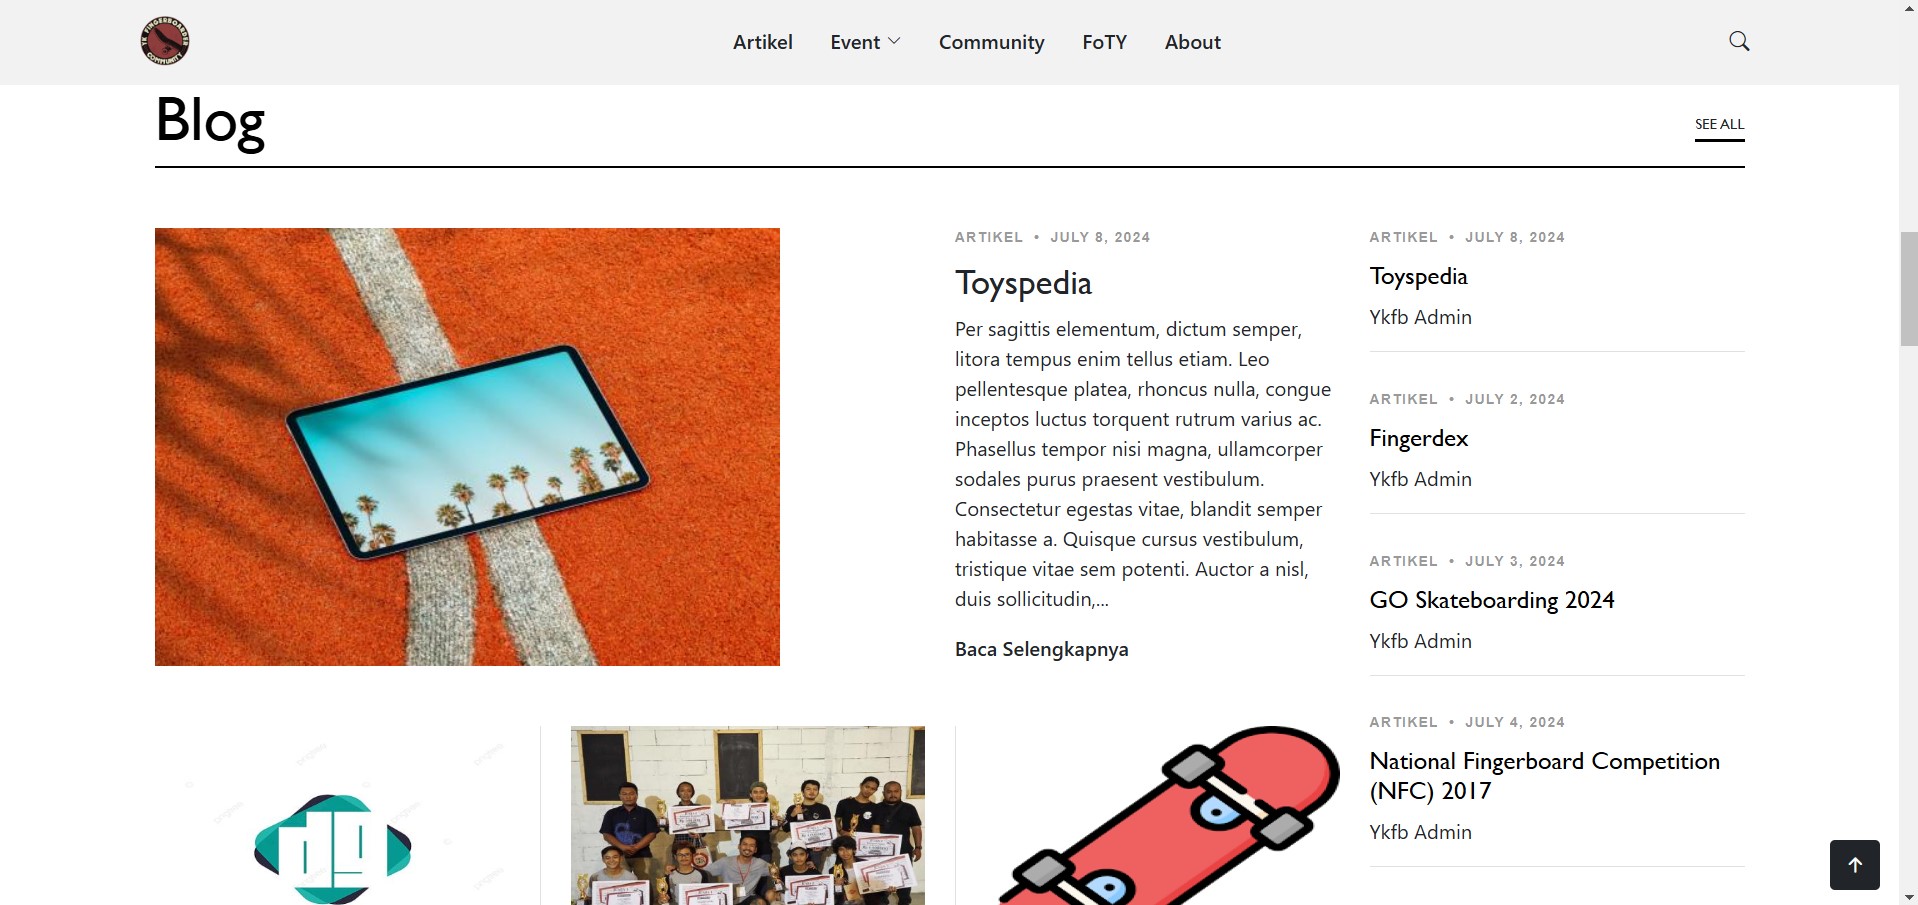 YK FINGERBOARDER
COMMUNITY
Artikel
Event
Community
FoTY
About
Blog
SEE ALL
ARTIKEL • JULY 8, 2024
Toyspedia
Per sagittis elementum, dictum semper,
litora tempus enim tellus etiam. Leo
pellentesque platea, rhoncus nulla, congue
inceptos luctus torquent rutrum varius ac.
Phasellus tempor nisi magna, ullamcorper
sodales purus praesent vestibulum.
Consectetur egestas vitae, blandit semper
habitasse a. Quisque cursus vestibulum,
tristique vitae sem potenti. Auctor a nisl,
duis sollicitudin,...
Baca Selengkapnya
ARTIKEL • JULY 8, 2024
Toyspedia
Ykfb Admin
ARTIKEL • JULY 2, 2024
Fingerdex
Ykfb Admin
ARTIKEL • JULY 3, 2024
GO Skateboarding 2024
Ykfb Admin
ARTIKEL • JULY 4, 2024
National Fingerboard Competition
(NFC) 2017
Ykfb Admin
dg